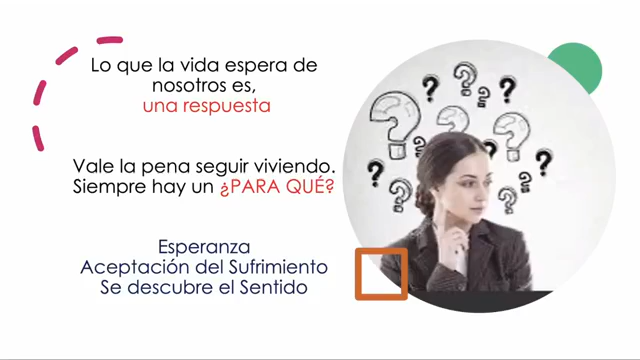 Lo que la vida espera de
nosotros es,
una respuesta
Vale la pena seguir viviendo.
Siempre hay un ¿PARA QUÉ?
Esperanza
Aceptación del Sufrimiento
Se descubre el Sentido